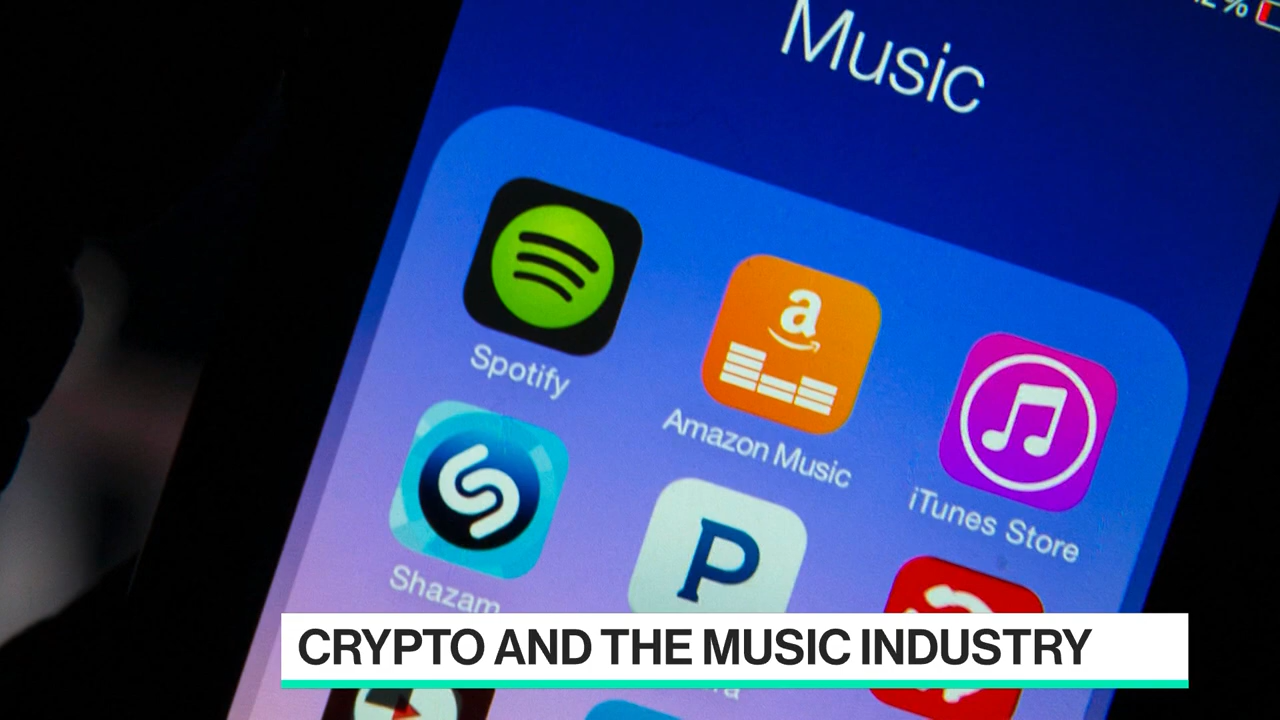 Music
Spotify
Amazon Music
iTunes Store
Shazam
P
CRYPTO AND THE MUSIC INDUSTRY